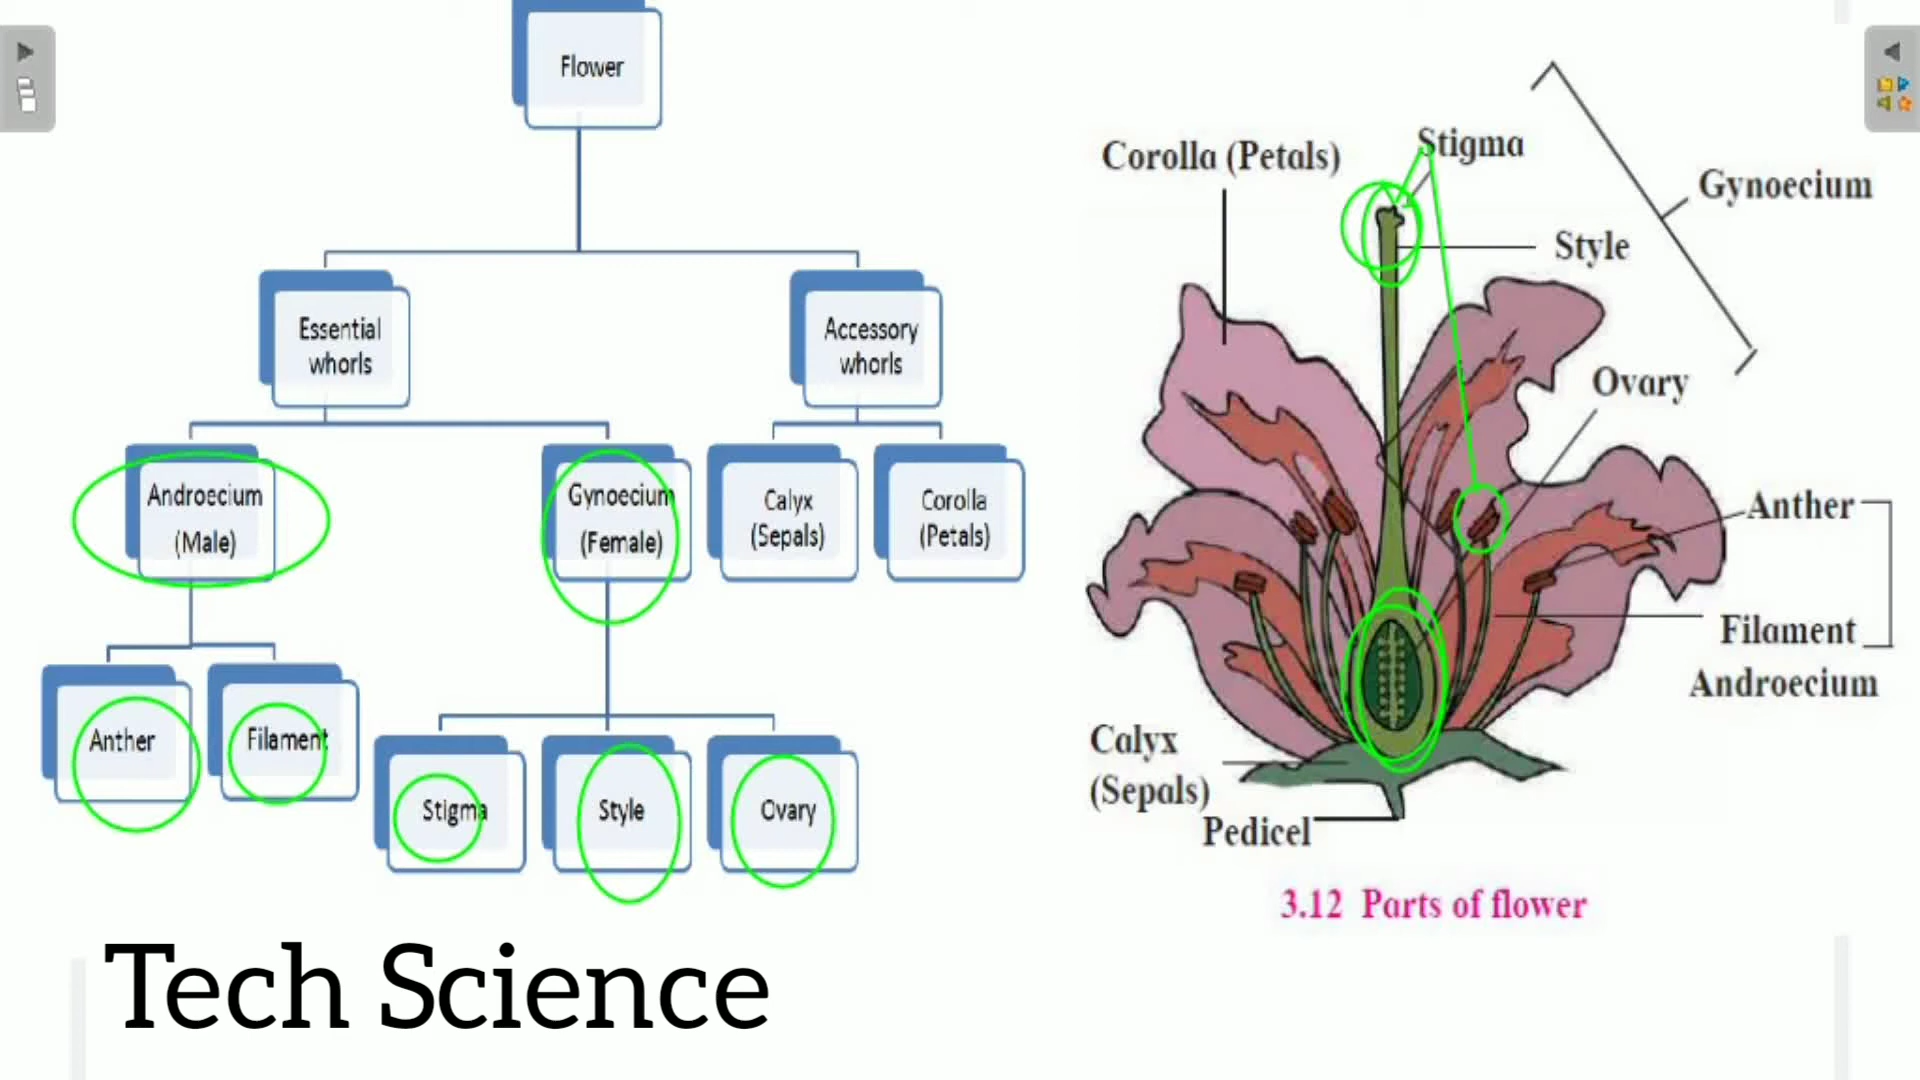 Flower
Essential
whorls
Accessory
whorls
Androecium
(Male)
Gynoecium
(Female)
Calyx
(Sepals)
Corolla
(Petals)
Anther
Filament
Stigma
Style
Ovary
Tech Science
Corolla (Petals)
Stigma
Gynoecium
Style
Ovary
Anther
Filament
Androecium
Calyx
(Sepals)
Pedicel
3.12 Parts of flower